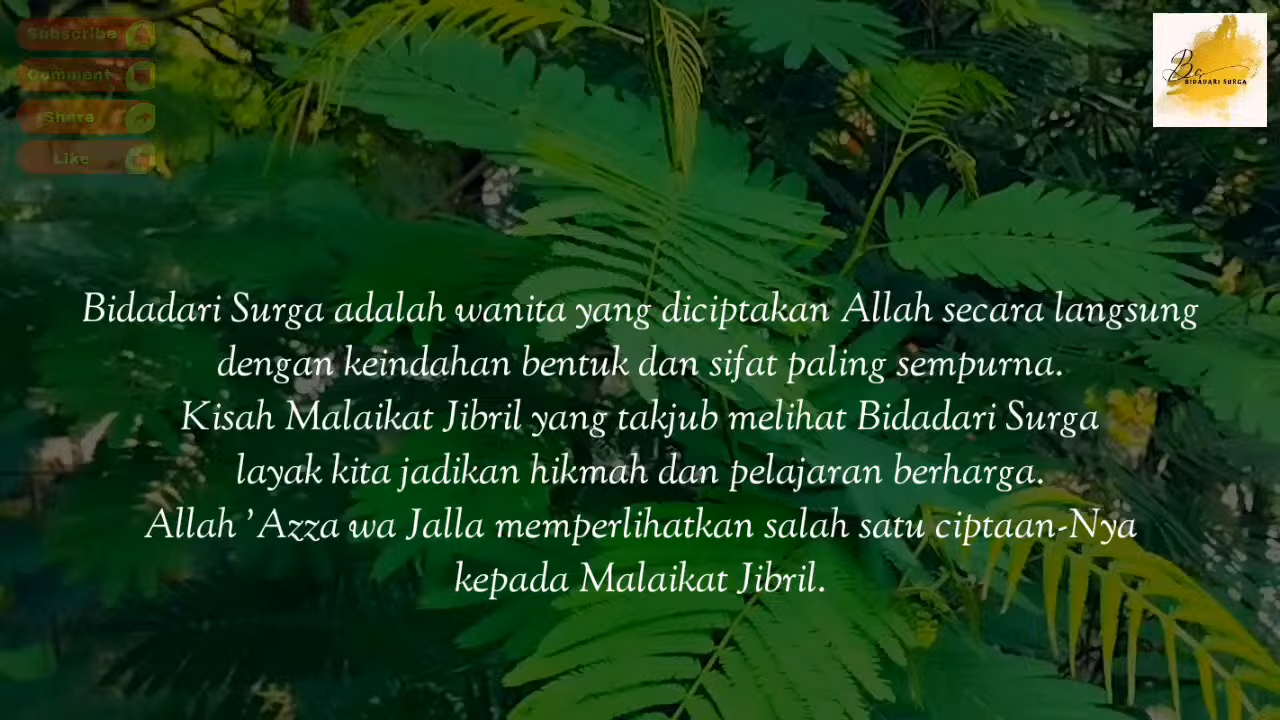 Subscribe
Comment
Share
Like
Bs
BIDADARI SURGA
Bidadari Surga adalah wanita yang diciptakan Allah secara langsung
dengan keindahan bentuk dan sifat paling sempurna.
Kisah Malaikat Jibril yang takjub melihat Bidadari Surga
layak kita jadikan hikmah dan pelajaran berharga.
Allah 'Azza wa Jalla memperlihatkan salah satu ciptaan-Nya
kepada Malaikat Jibril.